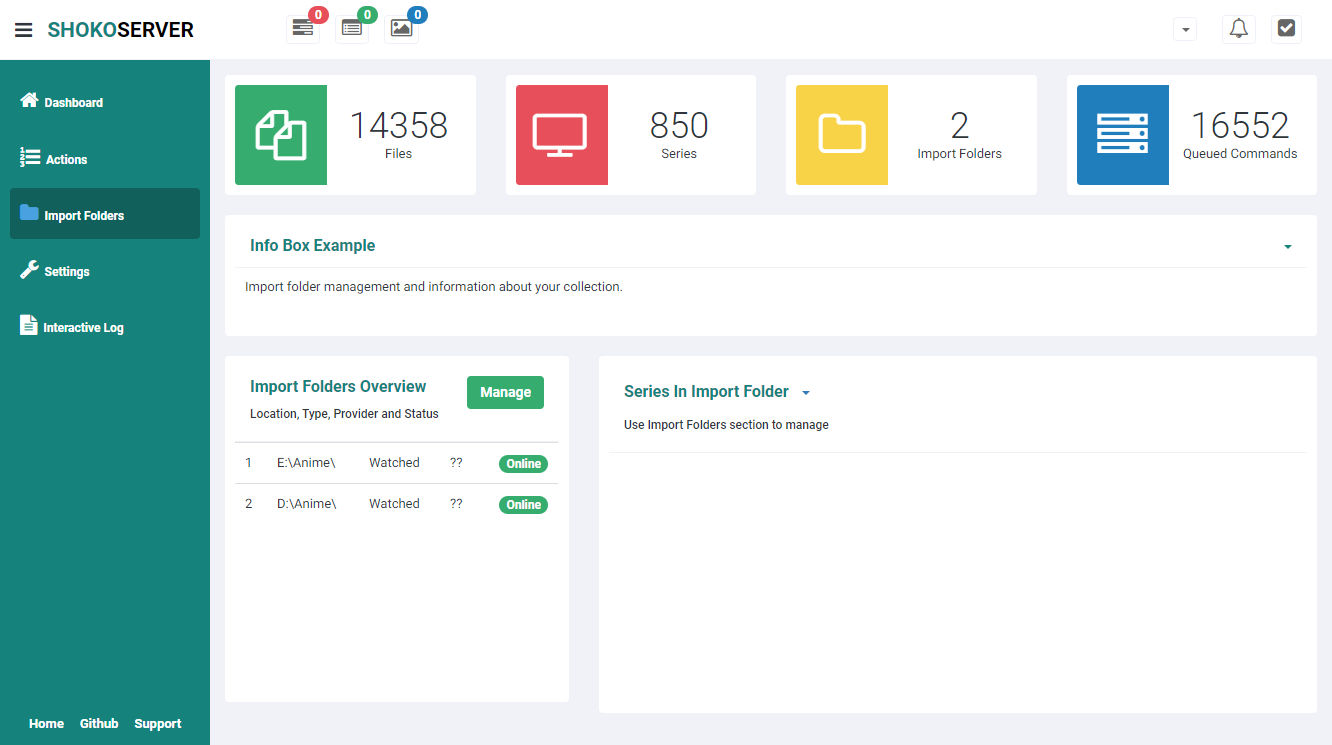 SHOKOSERVER
0
0
0
Dashboard
Actions
Import Folders
Settings
Interactive Log
14358
Files
850
Series
2
Import Folders
16552
Queued Commands
Info Box Example
Import folder management and information about your collection.
Import Folders Overview
Manage
Location, Type, Provider and Status
1 E:\Anime\ Watched ?? Online
2 D:\Anime\ Watched ?? Online
Series In Import Folder
Use Import Folders section to manage
Home Github Support